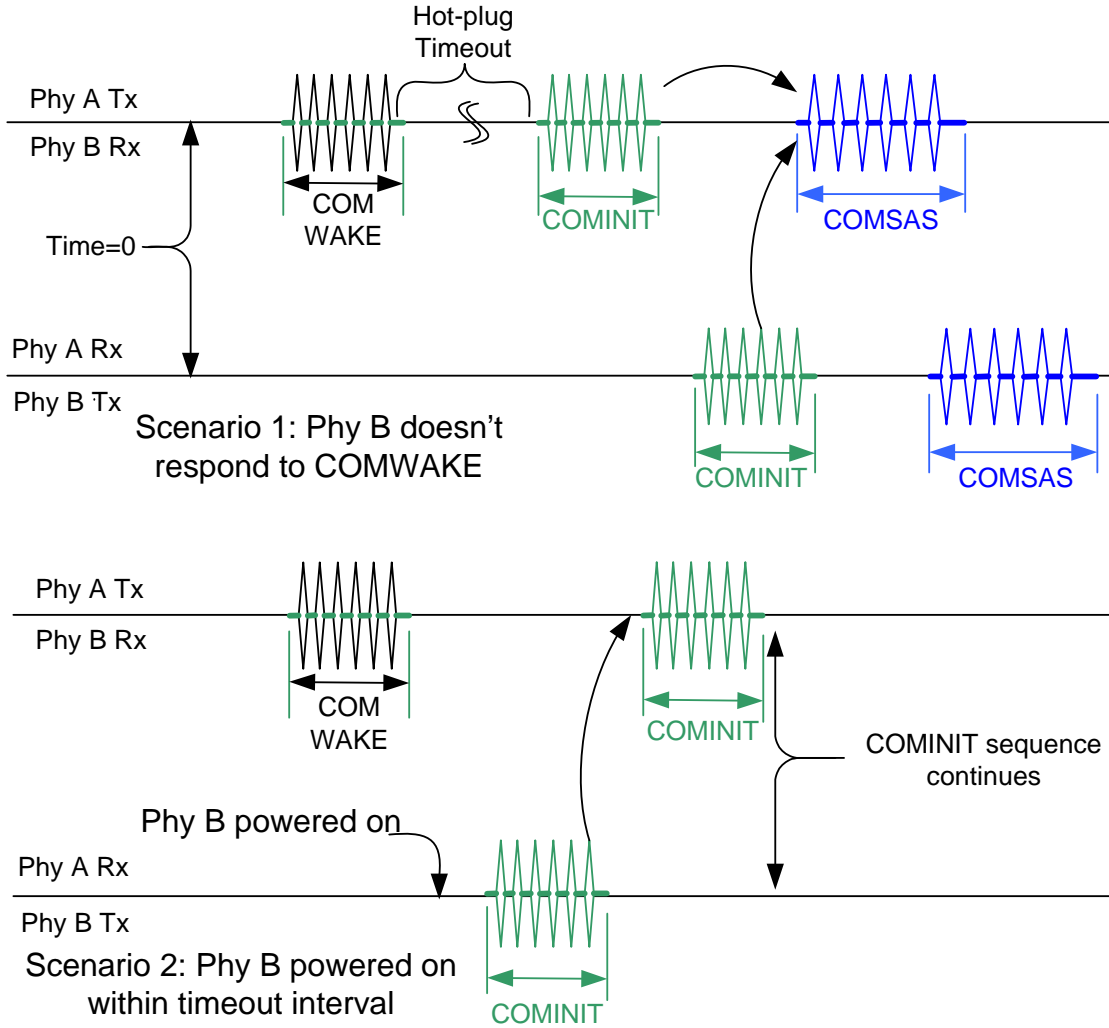 Hot-plug
Timeout
Phy A Tx
Phy B Rx
COM
WAKE
COMINIT
COMSAS
Time=0
Phy A Rx
Phy B Tx
Scenario 1: Phy B doesn't
respond to COMWAKE
COMINIT
COMSAS
Phy A Tx
Phy B Rx
COM
WAKE
COMINIT
COMINIT sequence
continues
Phy B powered on
Phy A Rx
Phy B Tx
Scenario 2: Phy B powered on
within timeout interval
COMINIT